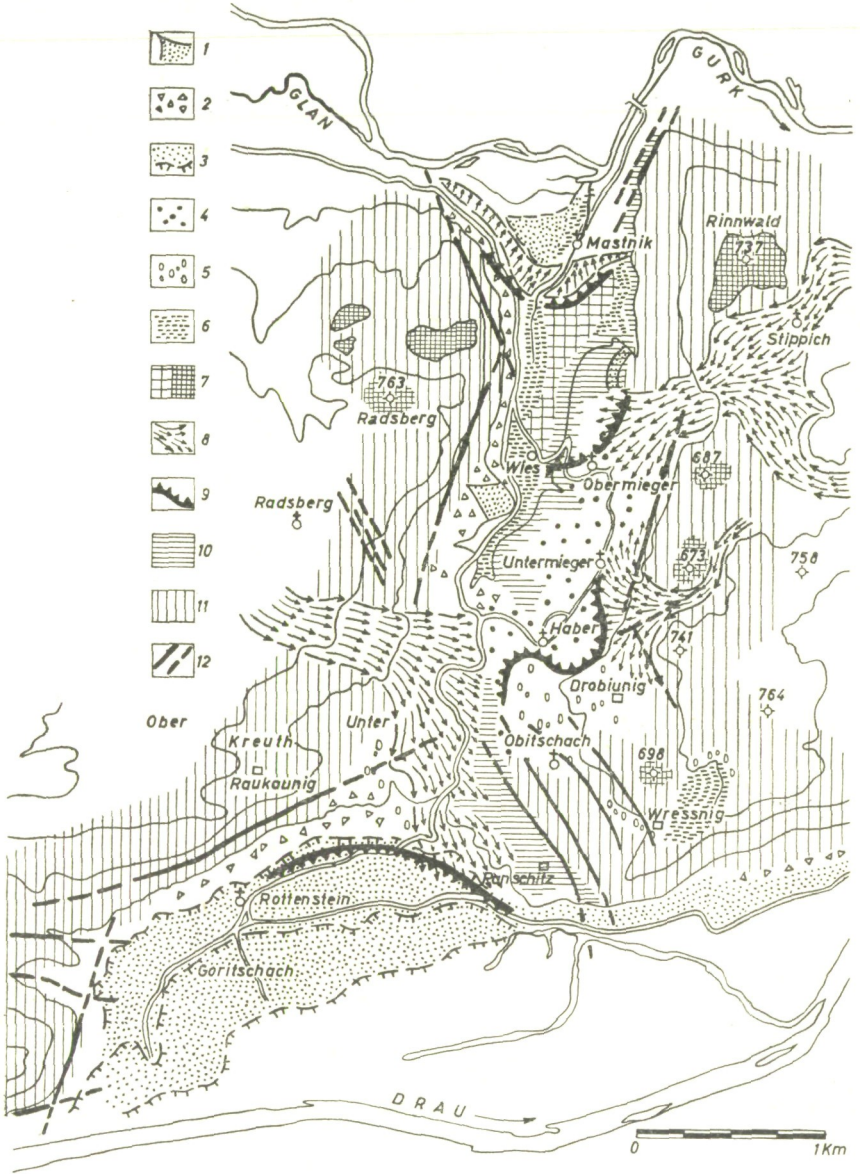 1
2
3
4
5
6
7
8
9
10
11
12
GLAN
GURK
Mastnik
Rinnwald
737
Stippich
763
Radsberg
Wies
Obermieger
687
Radsberg
Untermieger
673
758
Haber
741
Drobiunig
764
Ober
Unter
Kreuth
Raukaunig
Obitschach
698
Wressnig
Ranschitz
Rottenstein
Goritschach
DRAU
0 1Km